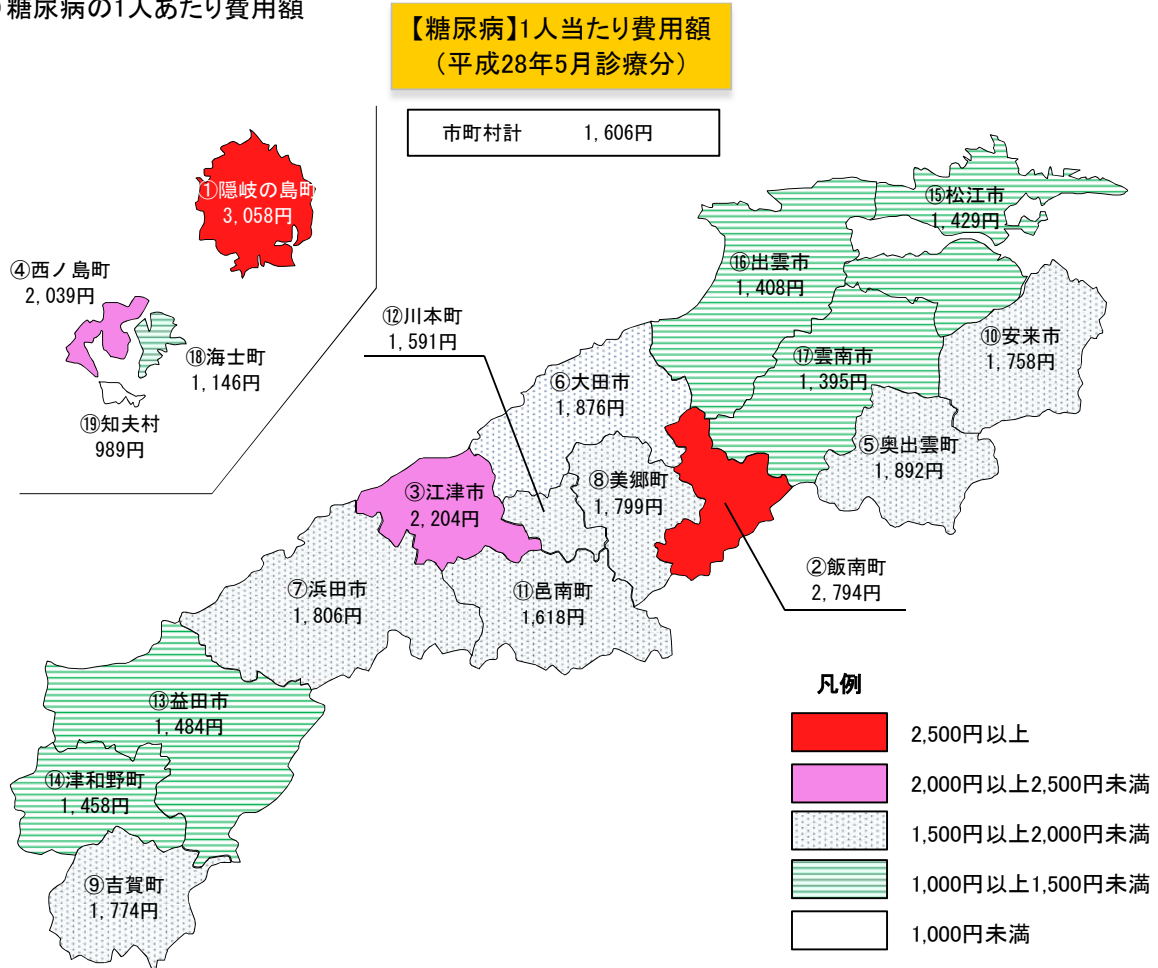 糖尿病の1人あたり費用額
【糖尿病】1人当たり費用額
（平成28年5月診療分）
市町村計 1,606円
①隠岐の島町
3,058円
④西ノ島町
2,039円
⑱海士町
1,146円
⑲知夫村
989円
⑮松江市
1,429円
⑯出雲市
1,408円
⑫川本町
1,591円
⑩安来市
1,758円
⑰雲南市
1,395円
⑥大田市
1,876円
⑤奥出雲町
1,892円
⑧美郷町
1,799円
③江津市
2,204円
②飯南町
2,794円
⑦浜田市
1,806円
⑪邑南町
1,618円
⑬益田市
1,484円
⑭津和野町
1,458円
⑨吉賀町
1,774円
凡例
2,500円以上
2,000円以上2,500円未満
1,500円以上2,000円未満
1,000円以上1,500円未満
1,000円未満